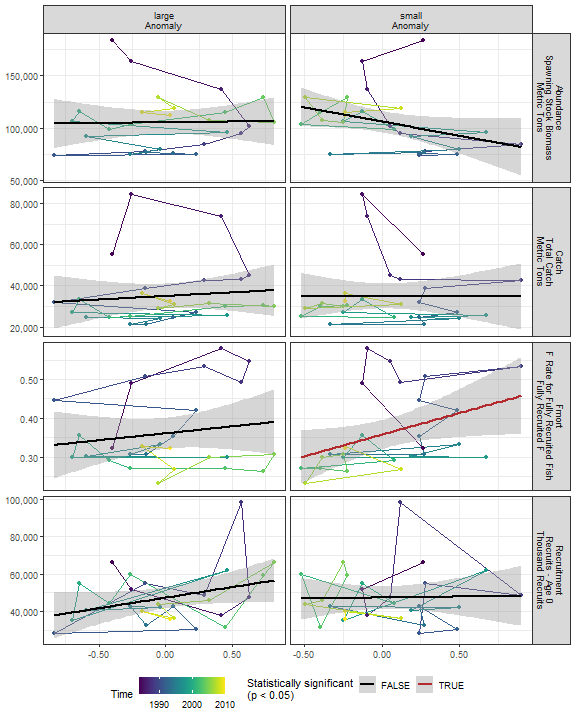 large
Anomaly
small
Anomaly
150,000
100,000
50,000
Abundance
Spawning Stock Biomass
Metric Tons
80,000
60,000
40,000
20,000
Catch
Total Catch
Metric Tons
0.50
0.40
0.30
Fmort
F Rate for Fully Recruited Fish
Fully Recruited F
100,000
80,000
60,000
40,000
Recruitment
Recruits - Age 0
Thousand Recruits
-0.50
0.00
0.50
-0.50
0.00
0.50
Time
1990
2000
2010
Statistically significant
(p < 0.05)
FALSE
TRUE